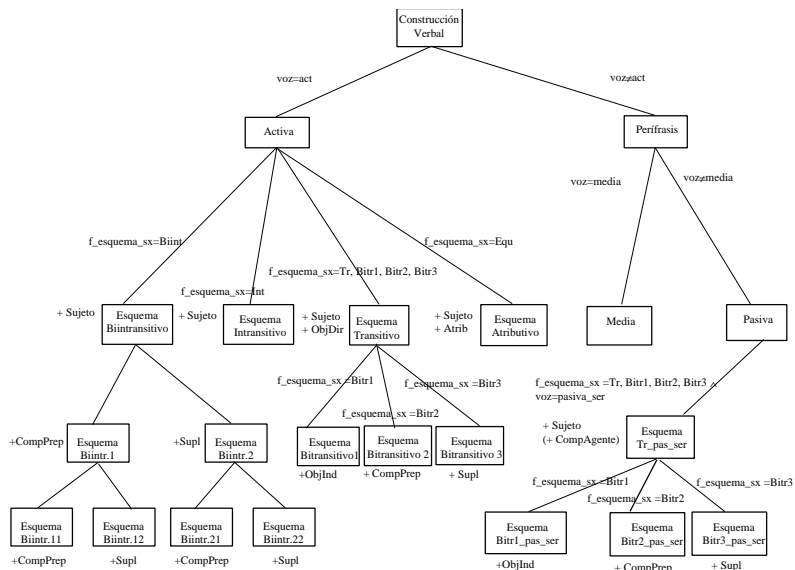 Construcción
Verbal
voz=act
voz≠act
Activa
Perífrasis
voz=media
voz≠media
f_esquema_sx=Biint
f_esquema_sx=Equ
f_esquema_sx=Int
f_esquema_sx=Tr, Bitr1, Bitr2, Bitr3
+ Sujeto
Esquema
Biintransitivo
+ Sujeto
Esquema
Intransitivo
+ Sujeto
+ ObjDir
Esquema
Transitivo
+ Sujeto
+ Atrib
Esquema
Atributivo
Media
Pasiva
f_esquema_sx =Bitr1
f_esquema_sx =Bitr3
f_esquema_sx =Bitr2
f_esquema_sx =Tr, Bitr1, Bitr2, Bitr3 ∧
voz=pasiva_ser
+CompPrep
Esquema
Biintr.1
+Supl
Esquema
Biintr.2
Esquema
Bitransitivo1
+ObjInd
Esquema
Bitransitivo 2
+ CompPrep
Esquema
Bitransitivo 3
+ Supl
+ Sujeto
(+ CompAgente)
Esquema
Tr_pas_ser
f_esquema_sx =Bitr1
f_esquema_sx =Bitr3
f_esquema_sx =Bitr2
Esquema
Biintr.11
+CompPrep
Esquema
Biintr.12
+Supl
Esquema
Biintr.21
+CompPrep
Esquema
Biintr.22
+Supl
Esquema
Bitr1_pas_ser
+ObjInd
Esquema
Bitr2_pas_ser
+ CompPrep
Esquema
Bitr3_pas_ser
+ Supl